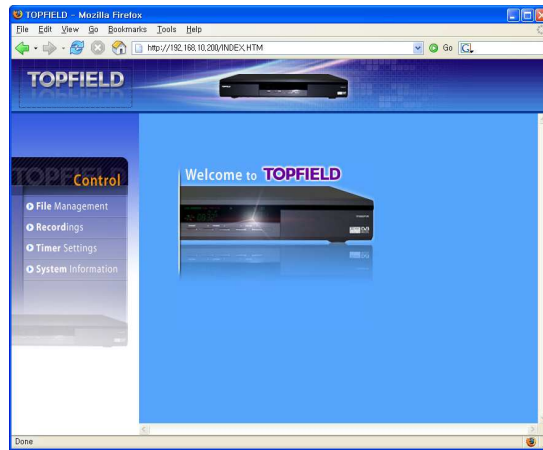 TOPFIELD - Mozilla Firefox
File Edit View Go Bookmarks Tools Help
http://192.168.10.200/INDEX.HTM Go G
TOPFIELD
Welcome to TOPFIELD
TOPFIELD
Control
File Management
Recordings
Timer Settings
System Information
Done